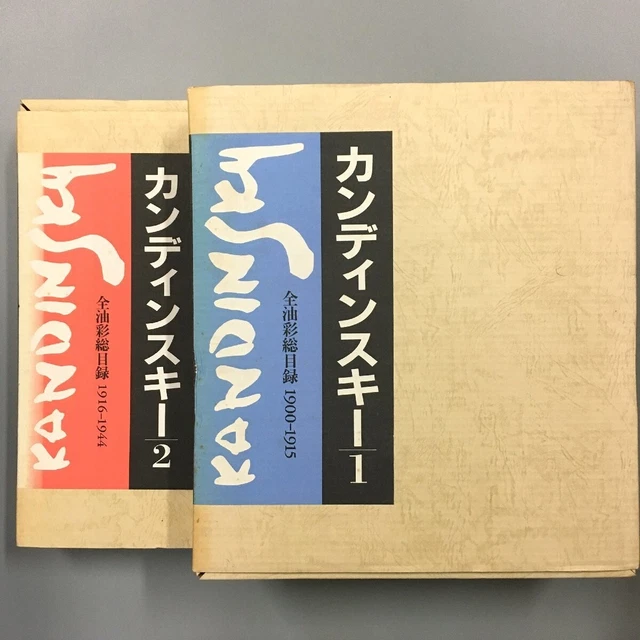 カンディンスキー 1
全油彩総目録 1900-1915
KANDINSKY
カンディンスキー 2
全油彩総目録 1916-1944
KANDINSKY